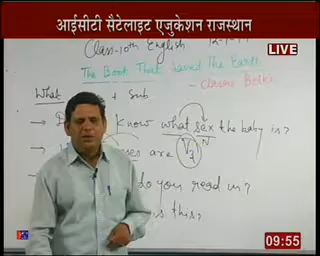 आईसीटी सैटेलाइट एजुकेशन राजस्थान
LIVE
Class-10th English
The Book That Saved The Earth
- Claire Boiko
What + Sub
→ Know what sex the baby is?
N
→ uses are V3
do you read in?
is this?
09:55